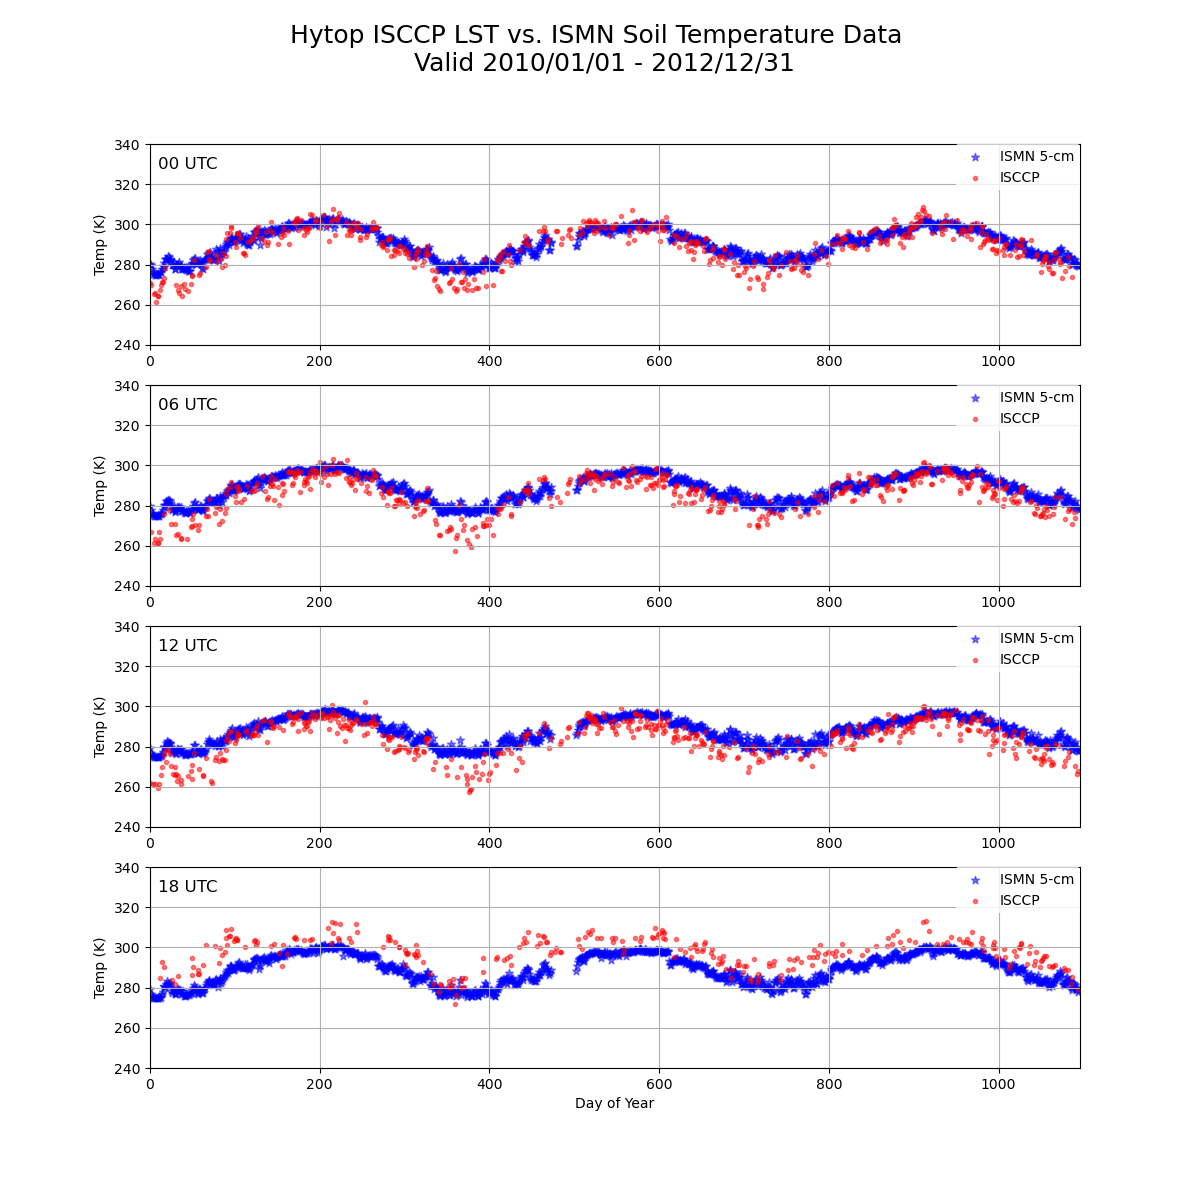 Hytop ISCCP LST vs. ISMN Soil Temperature Data
Valid 2010/01/01 - 2012/12/31
340
320
300
280
260
240
Temp (K)
00 UTC
ISMN 5-cm
ISCCP
0 200 400 600 800 1000
340
320
300
280
260
240
Temp (K)
06 UTC
ISMN 5-cm
ISCCP
0 200 400 600 800 1000
340
320
300
280
260
240
Temp (K)
12 UTC
ISMN 5-cm
ISCCP
0 200 400 600 800 1000
340
320
300
280
260
240
Temp (K)
18 UTC
ISMN 5-cm
ISCCP
0 200 400 600 800 1000
Day of Year